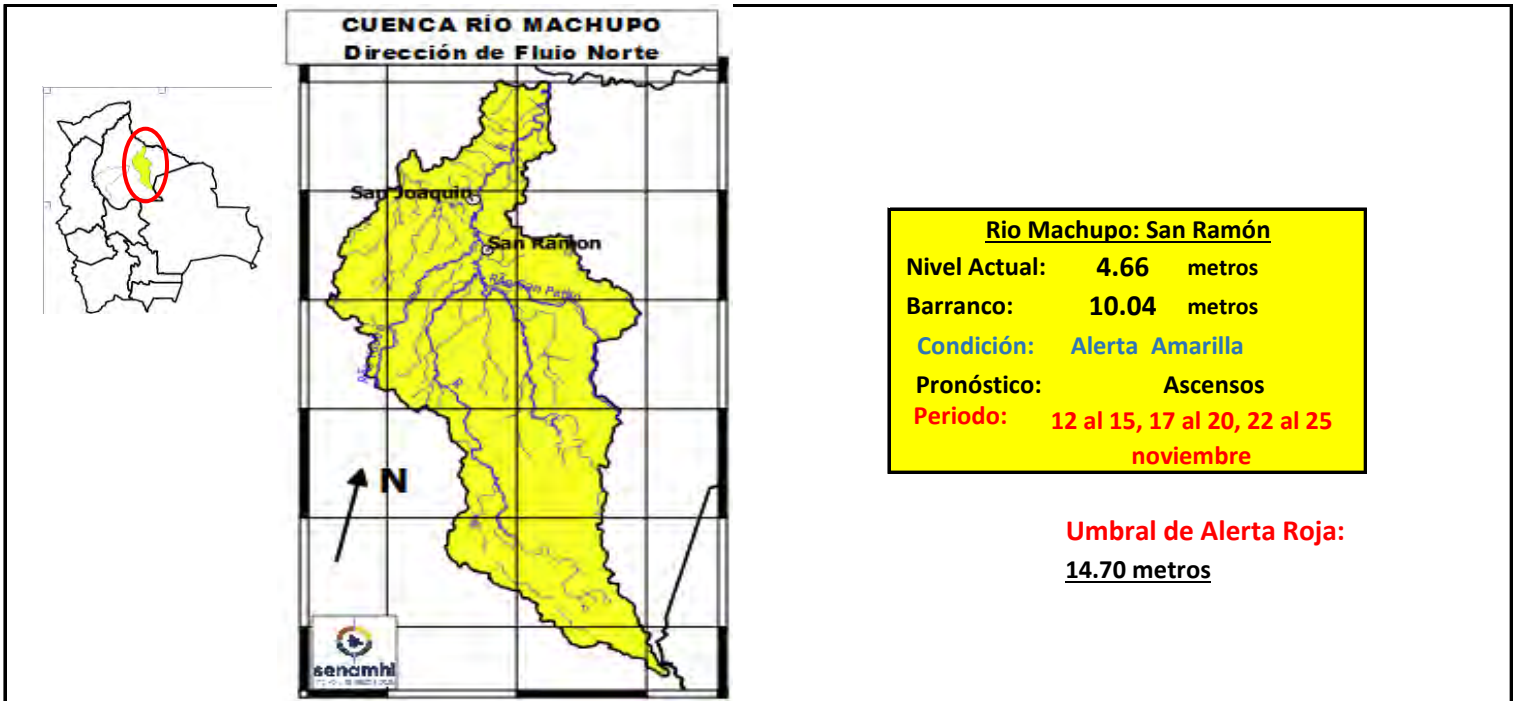 CUENCA RÍO MACHUPO
Dirección de Flujo Norte
San Joaquin
San Ramon
N
senamhi
Rio Machupo: San Ramón
Nivel Actual: 4.66 metros
Barranco: 10.04 metros
Condición: Alerta Amarilla
Pronóstico: Ascensos
Periodo: 12 al 15, 17 al 20, 22 al 25
noviembre
Umbral de Alerta Roja:
14.70 metros